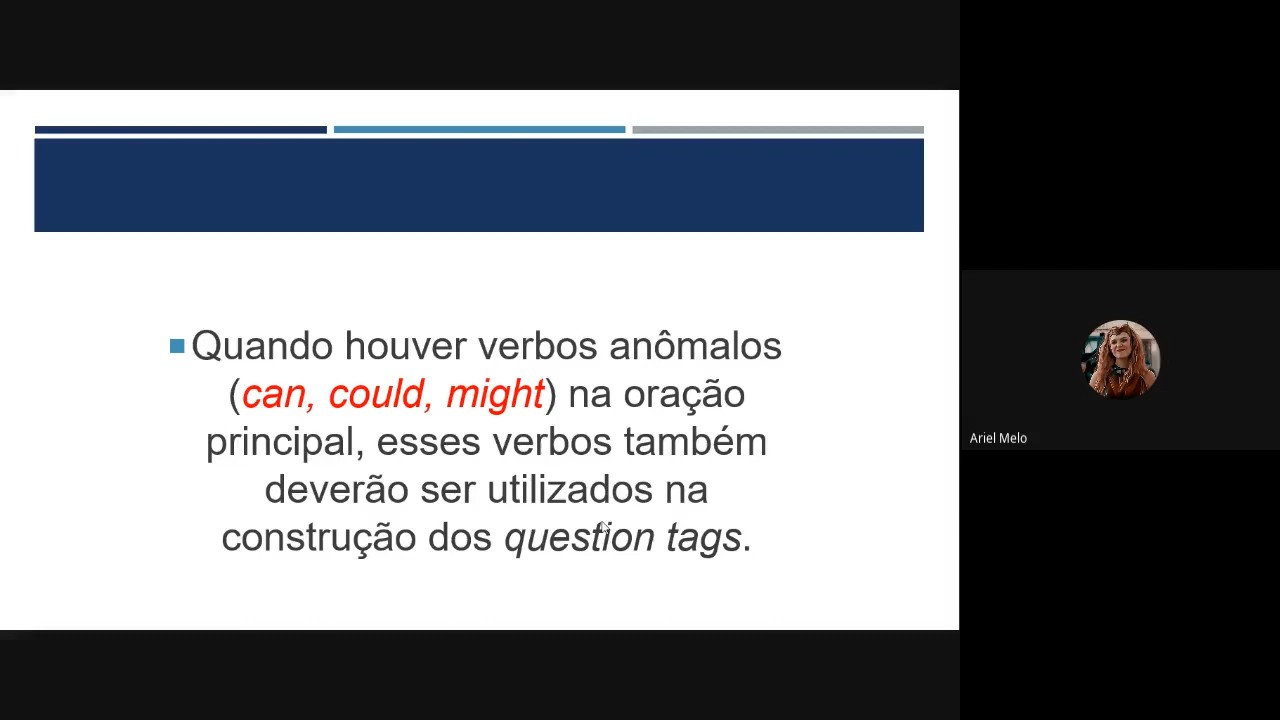 Quando houver verbos anômalos
(can, could, might) na oração
principal, esses verbos também
deverão ser utilizados na
construção dos question tags.
Ariel Melo